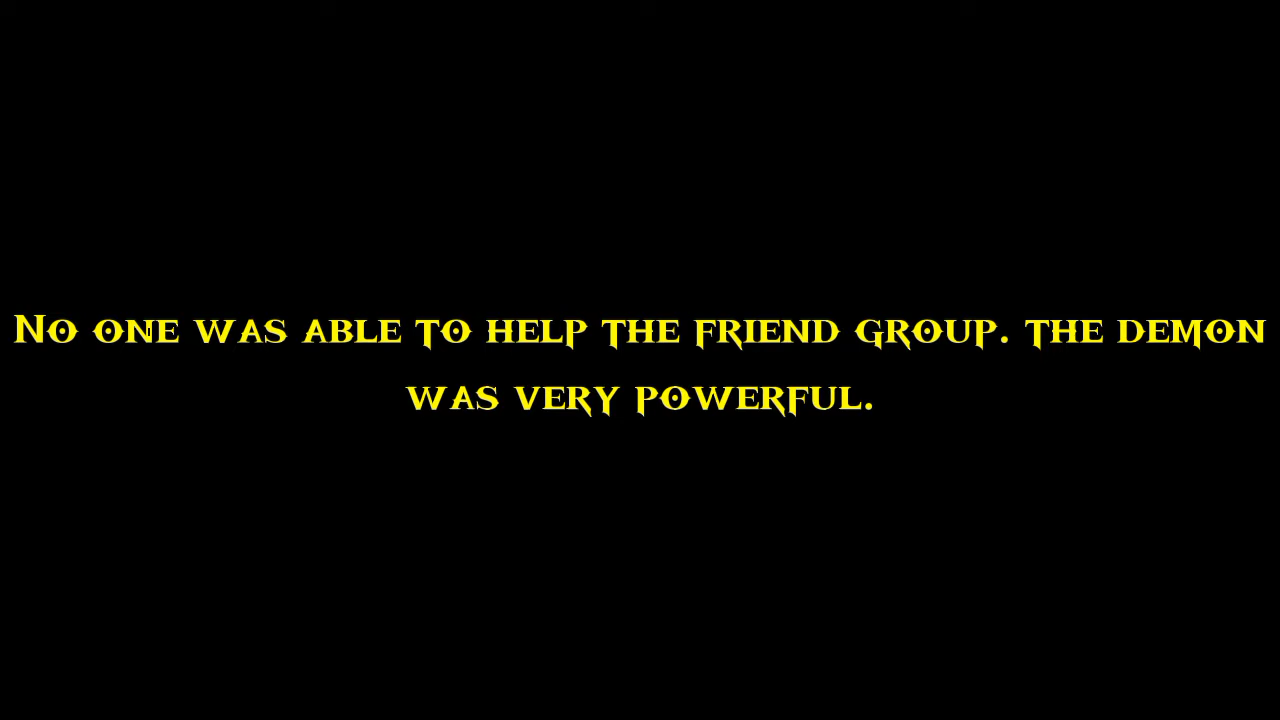 No one was able to help the friend group. the demon
was very powerful.